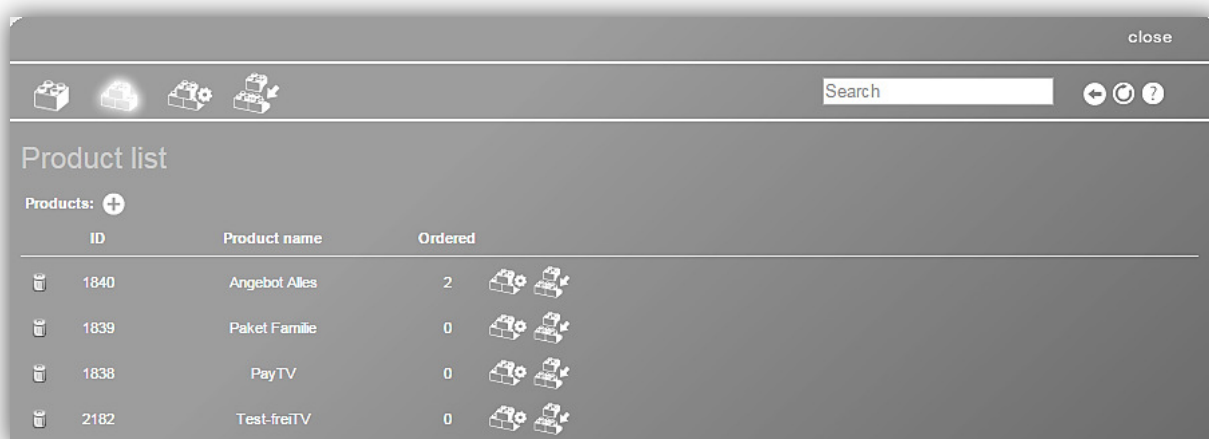 close
Search
Product list
Products:
ID Product name Ordered
1840 Angebot Alles 2
1839 Paket Familie 0
1838 PayTV 0
2182 Test-freiTV 0